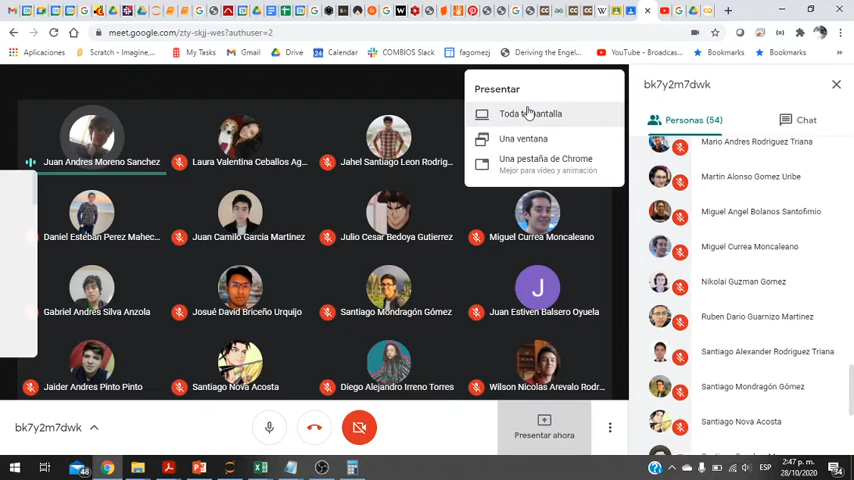 meet.google.com/zty-skjj-wes?authuser=2
Aplicaciones
Scratch - Imagine,...
My Tasks
Gmail
Drive
Calendar
COMBIOS Slack
fagomezj
Deriving the Engel...
YouTube - Broadcas...
Bookmarks
Bookmarks
Presentar
Toda tu pantalla
Una ventana
Una pestaña de Chrome
Mejor para vídeo y animación
bk7y2m7dwk
Personas (54)
Chat
Juan Andres Moreno Sanchez
Laura Valentina Ceballos Ag...
Jahel Santiago Leon Rodrig...
Daniel Esteban Perez Mahec...
Juan Camilo Garcia Martinez
Julio Cesar Bedoya Gutierrez
Miguel Currea Moncaleano
Gabriel Andres Silva Anzola
Josué David Briceño Urquijo
Santiago Mondragón Gómez
J
Juan Estiven Balsero Oyuela
Jaider Andres Pinto Pinto
Santiago Nova Acosta
Diego Alejandro Irreno Torres
Wilson Nicolas Arevalo Rodr...
Mario Andres Rodriguez Triana
Martin Alonso Gomez Uribe
Miguel Angel Bolanos Santofimio
Miguel Currea Moncaleano
Nikolai Guzman Gomez
Ruben Dario Guarnizo Martinez
Santiago Alexander Rodriguez Triana
Santiago Mondragón Gómez
Santiago Nova Acosta
bk7y2m7dwk
Presentar ahora
48
ESP
2:47 p. m.
28/10/2020
24